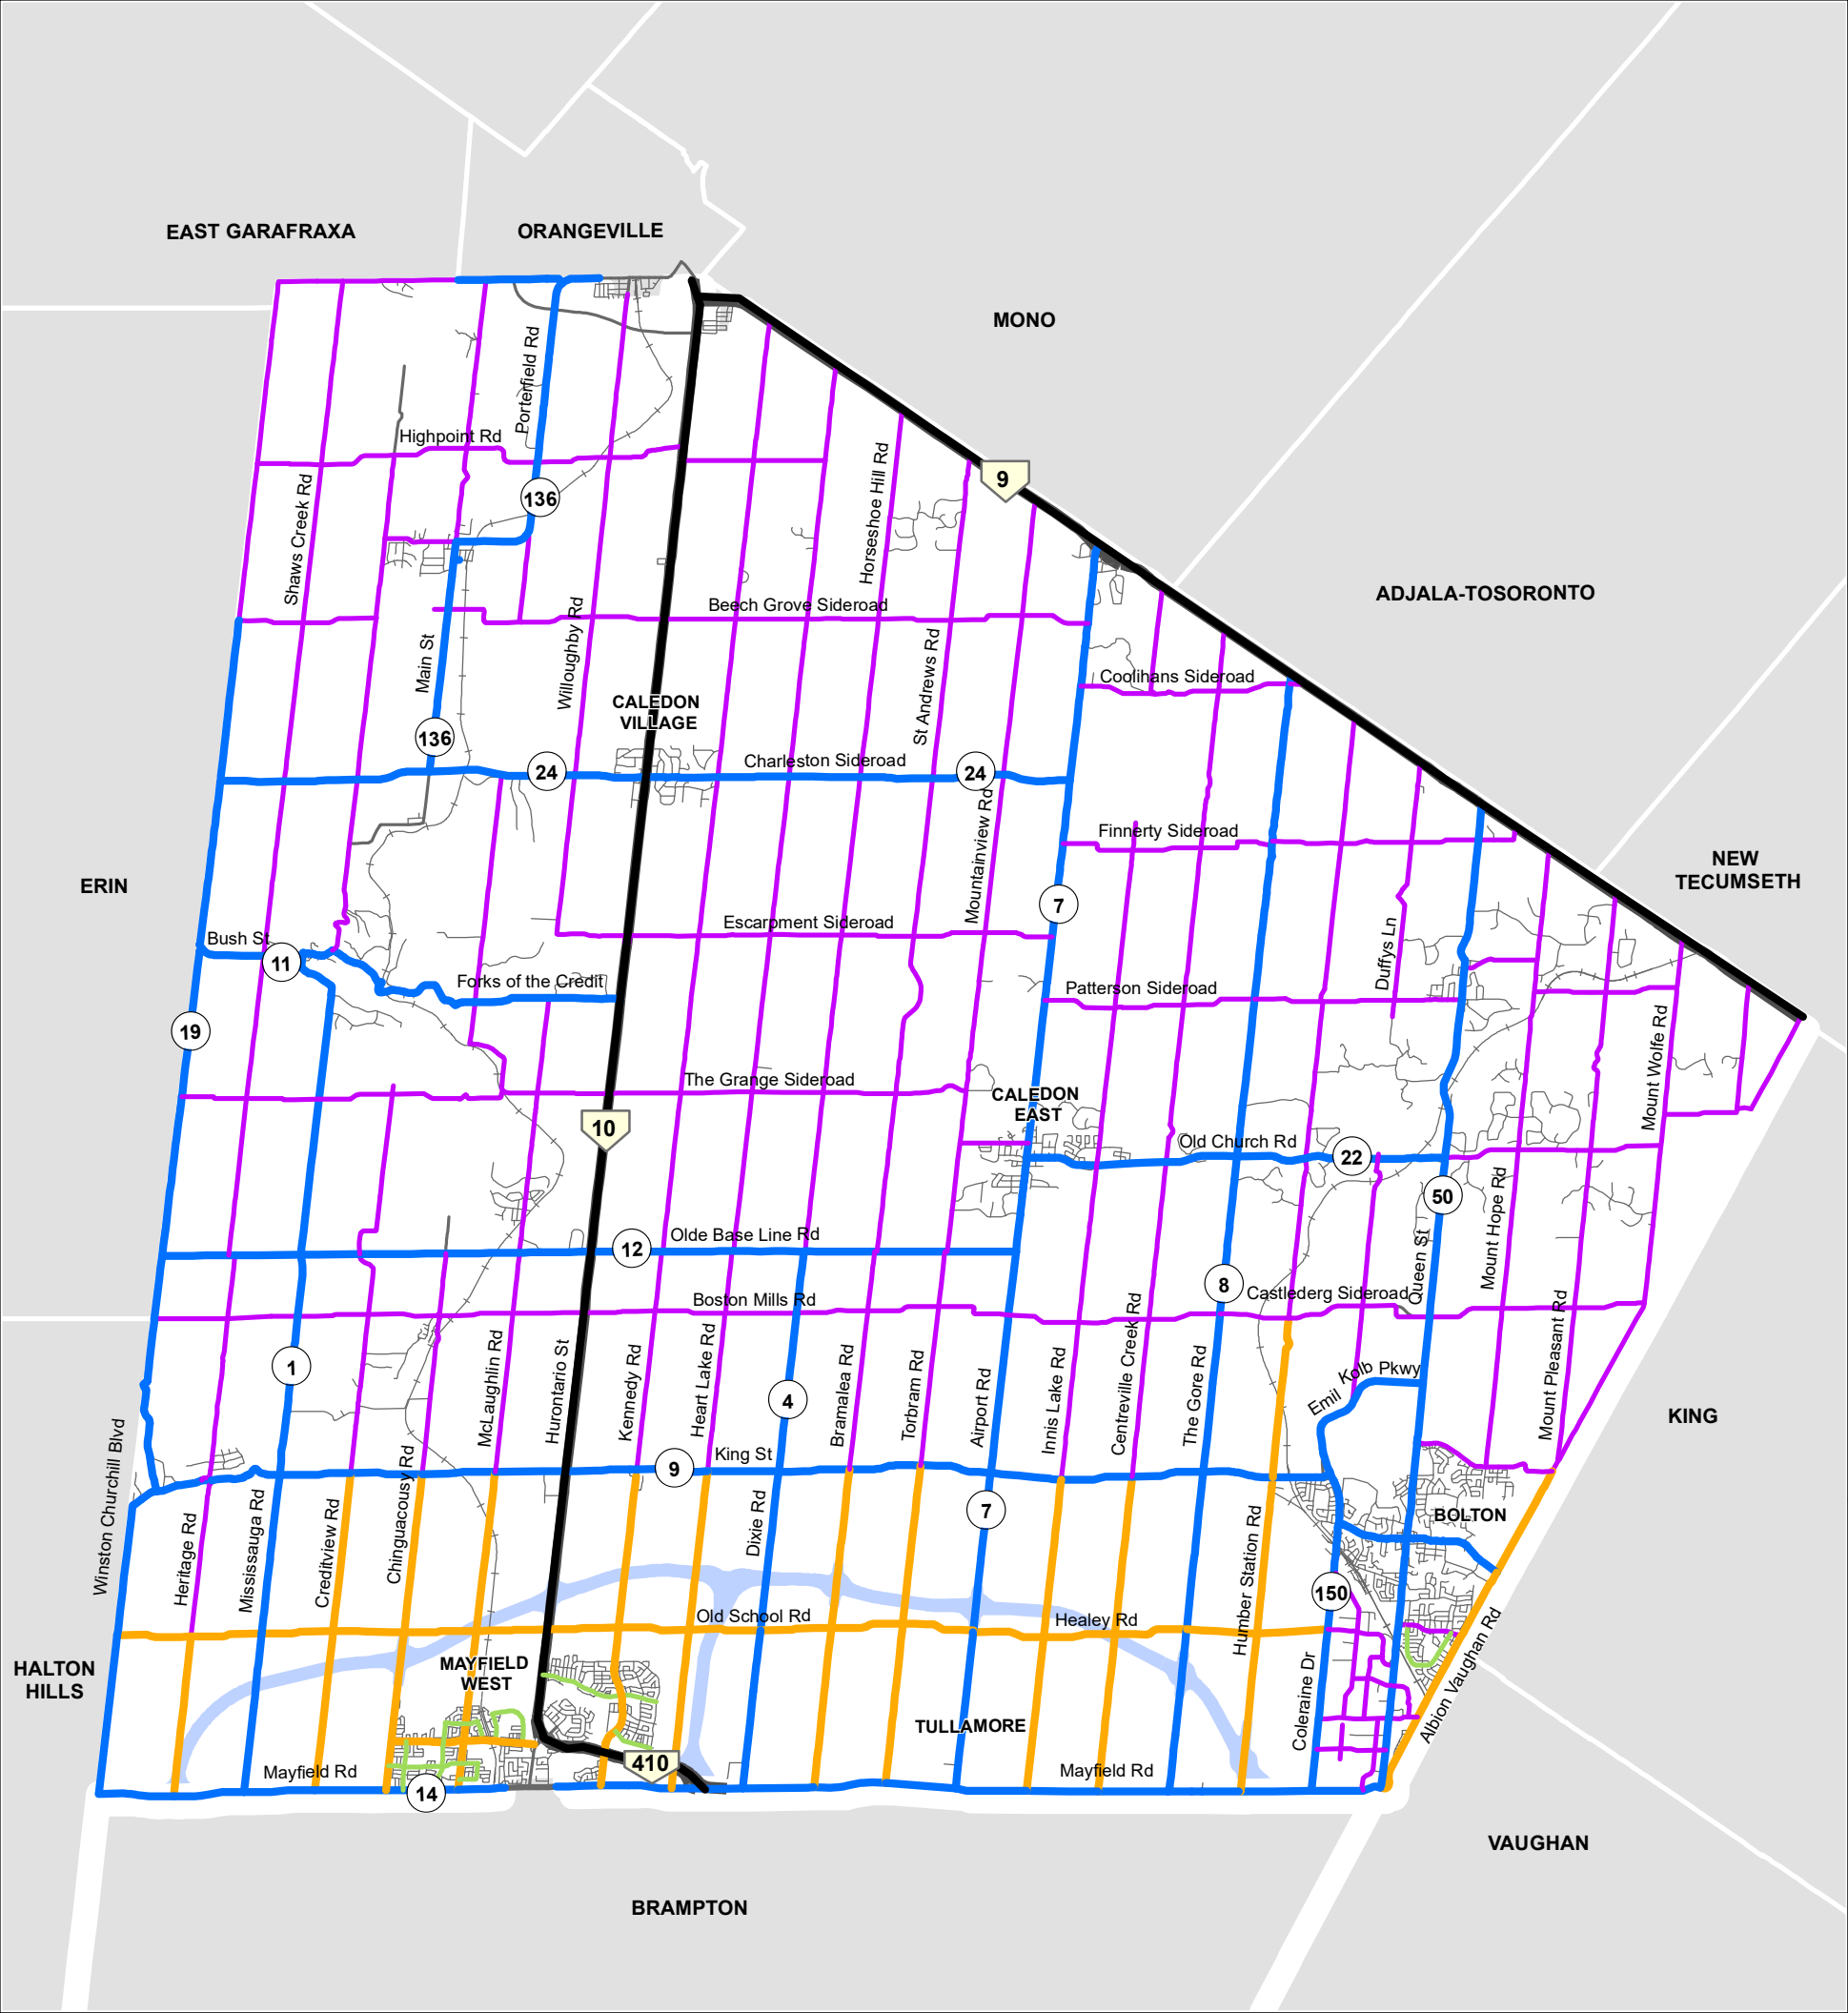 EAST GARAFRAXA
ORANGEVILLE
MONO
Porterfield Rd
Highpoint Rd
9
136
Shaws Creek Rd
Horseshoe Hill Rd
ADJALA-TOSORONTO
Beech Grove Sideroad
Main St
Willoughby Rd
St Andrews Rd
Coolihans Sideroad
CALEDON
VILLAGE
136
24
Charleston Sideroad
24
Mountainview Rd
Finnerty Sideroad
NEW
TECUMSETH
ERIN
7
Escarpment Sideroad
Bush St
11
Duffys Ln
Forks of the Credit
Patterson Sideroad
19
Mount Wolfe Rd
The Grange Sideroad
CALEDON
EAST
10
Old Church Rd
22
50
Mount Hope Rd
Olde Base Line Rd
12
Queen St
8
Castlederg Sideroad
Boston Mills Rd
Mount Pleasant Rd
1
McLaughlin Rd
Hurontario St
Kennedy Rd
Heart Lake Rd
4
Bramalea Rd
Torbram Rd
Airport Rd
Innis Lake Rd
Centreville Creek Rd
The Gore Rd
Emil Kolb Pkwy
KING
Winston Churchill Blvd
King St
9
7
BOLTON
Heritage Rd
Mississauga Rd
Creditview Rd
Chinguacousy Rd
Dixie Rd
Humber Station Rd
150
Old School Rd
Healey Rd
HALTON
HILLS
MAYFIELD
WEST
Coleraine Dr
Albion Vaughan Rd
TULLAMORE
410
Mayfield Rd
Mayfield Rd
14
VAUGHAN
BRAMPTON